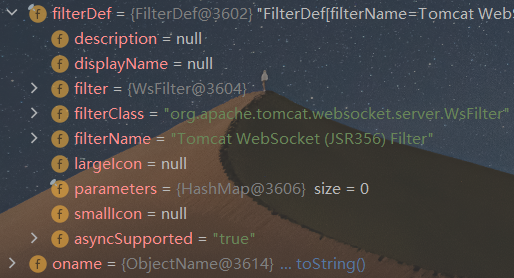 filterDef = {FilterDef@3602} "FilterDef[filterName=Tomcat WebS
description = null
displayName = null
filter = {WsFilter@3604}
filterClass = "org.apache.tomcat.websocket.server.WsFilter"
filterName = "Tomcat WebSocket (JSR356) Filter"
largeIcon = null
parameters = {HashMap@3606} size = 0
smallIcon = null
asyncSupported = "true"
oname = {ObjectName@3614} ... toString()